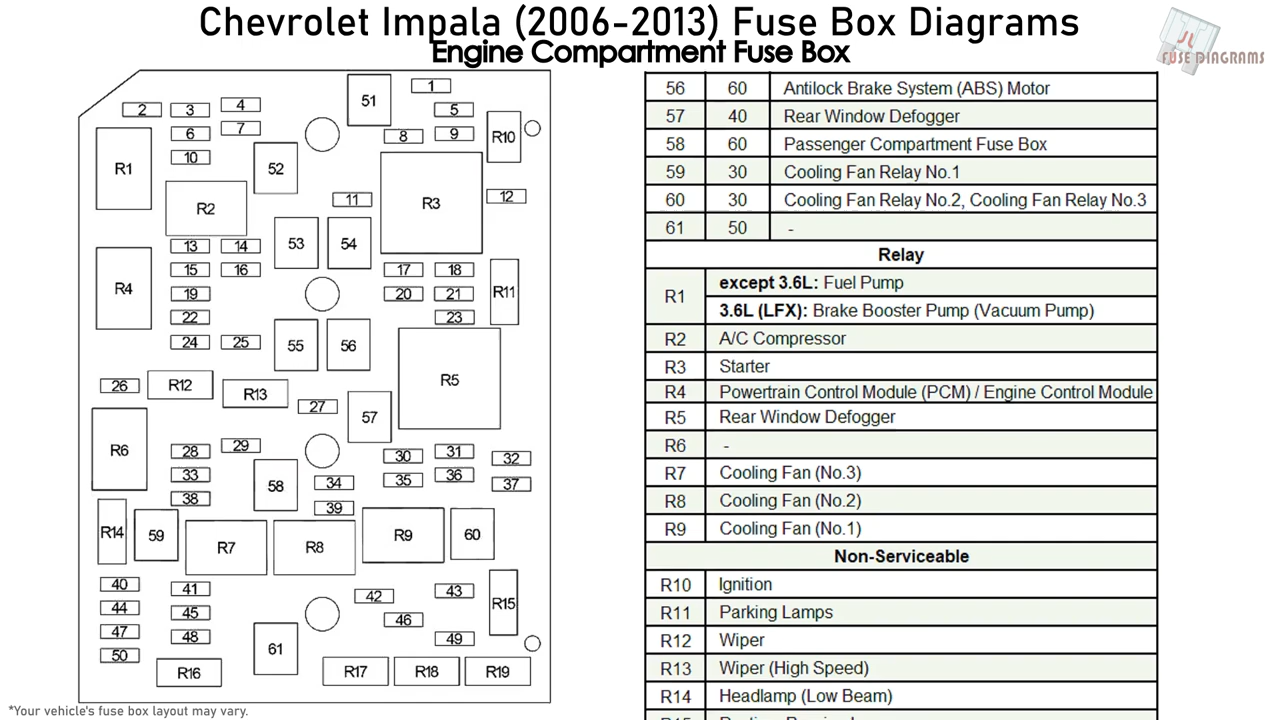 Chevrolet Impala (2006-2013) Fuse Box Diagrams
Engine Compartment Fuse Box
FUSE DIAGRAMS
1
51
2 3 4 5
6 7 8 9 R10
R1 10 52
R2 11 R3 12
13 14 53 54
15 16 17 18
R4 19 20 21 R11
22 23
24 25 55 56
26 R12 R13 R5
27 57
R6 28 29 30 31 32
33 58 34 35 36 37
38 39
R14 59 R7 R8 R9 60
40 41 42 43 R15
44 45 46
47 48 49
50 61
R16 R17 R18 R19
56 60 Antilock Brake System (ABS) Motor
57 40 Rear Window Defogger
58 60 Passenger Compartment Fuse Box
59 30 Cooling Fan Relay No.1
60 30 Cooling Fan Relay No.2, Cooling Fan Relay No.3
61 50 -
Relay
R1 except 3.6L: Fuel Pump
3.6L (LFX): Brake Booster Pump (Vacuum Pump)
R2 A/C Compressor
R3 Starter
R4 Powertrain Control Module (PCM) / Engine Control Module
R5 Rear Window Defogger
R6 -
R7 Cooling Fan (No.3)
R8 Cooling Fan (No.2)
R9 Cooling Fan (No.1)
Non-Serviceable
R10 Ignition
R11 Parking Lamps
R12 Wiper
R13 Wiper (High Speed)
R14 Headlamp (Low Beam)
*Your vehicle's fuse box layout may vary.